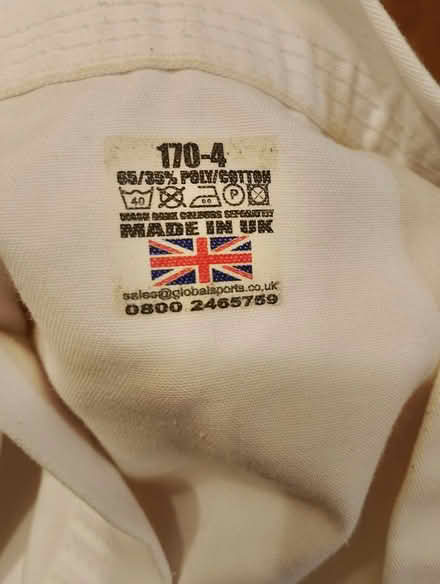 170-4
65/35% POLY/COTTON
40 P
WASH DARK COLOURS SEPARATELY
MADE IN UK
sales@globalsports.co.uk
0800 2465759